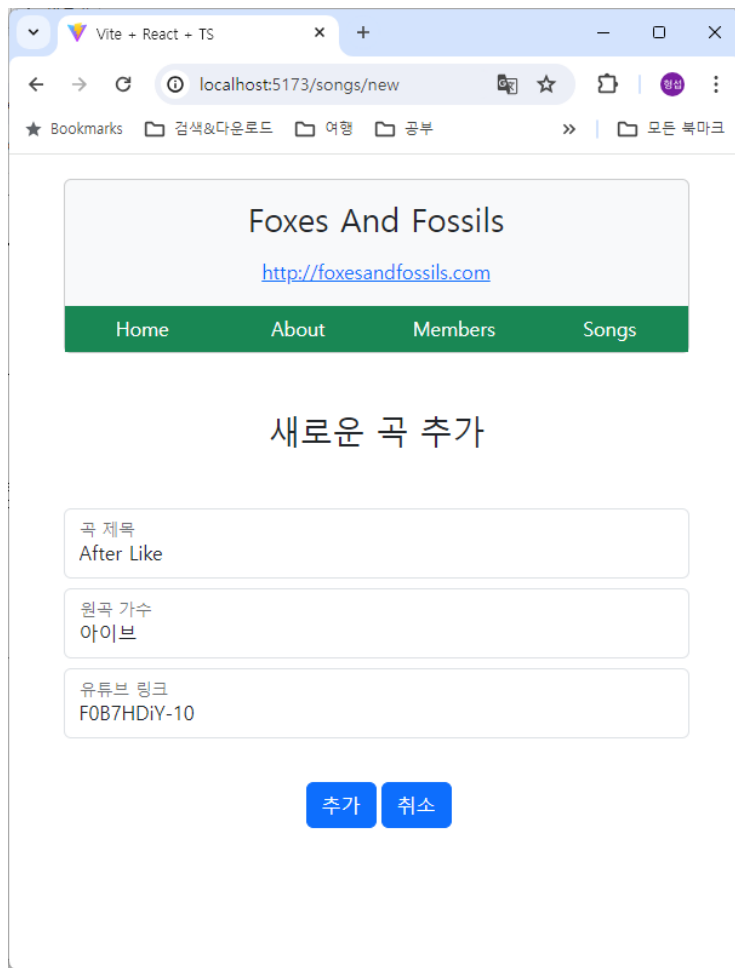 Vite + React + TS
localhost:5173/songs/new
형섭
Bookmarks 검색&다운로드 여행 공부 » 모든 북마크
Foxes And Fossils
http://foxesandfossils.com
Home About Members Songs
새로운 곡 추가
곡 제목
After Like
원곡 가수
아이브
유튜브 링크
F0B7HDiY-10
추가 취소